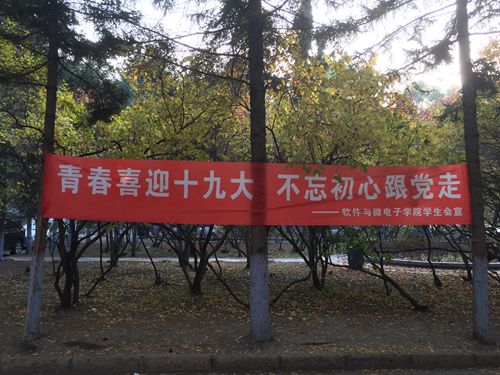 青春喜迎十九大 不忘初心跟党走
——软件与微电子学院学生会宣